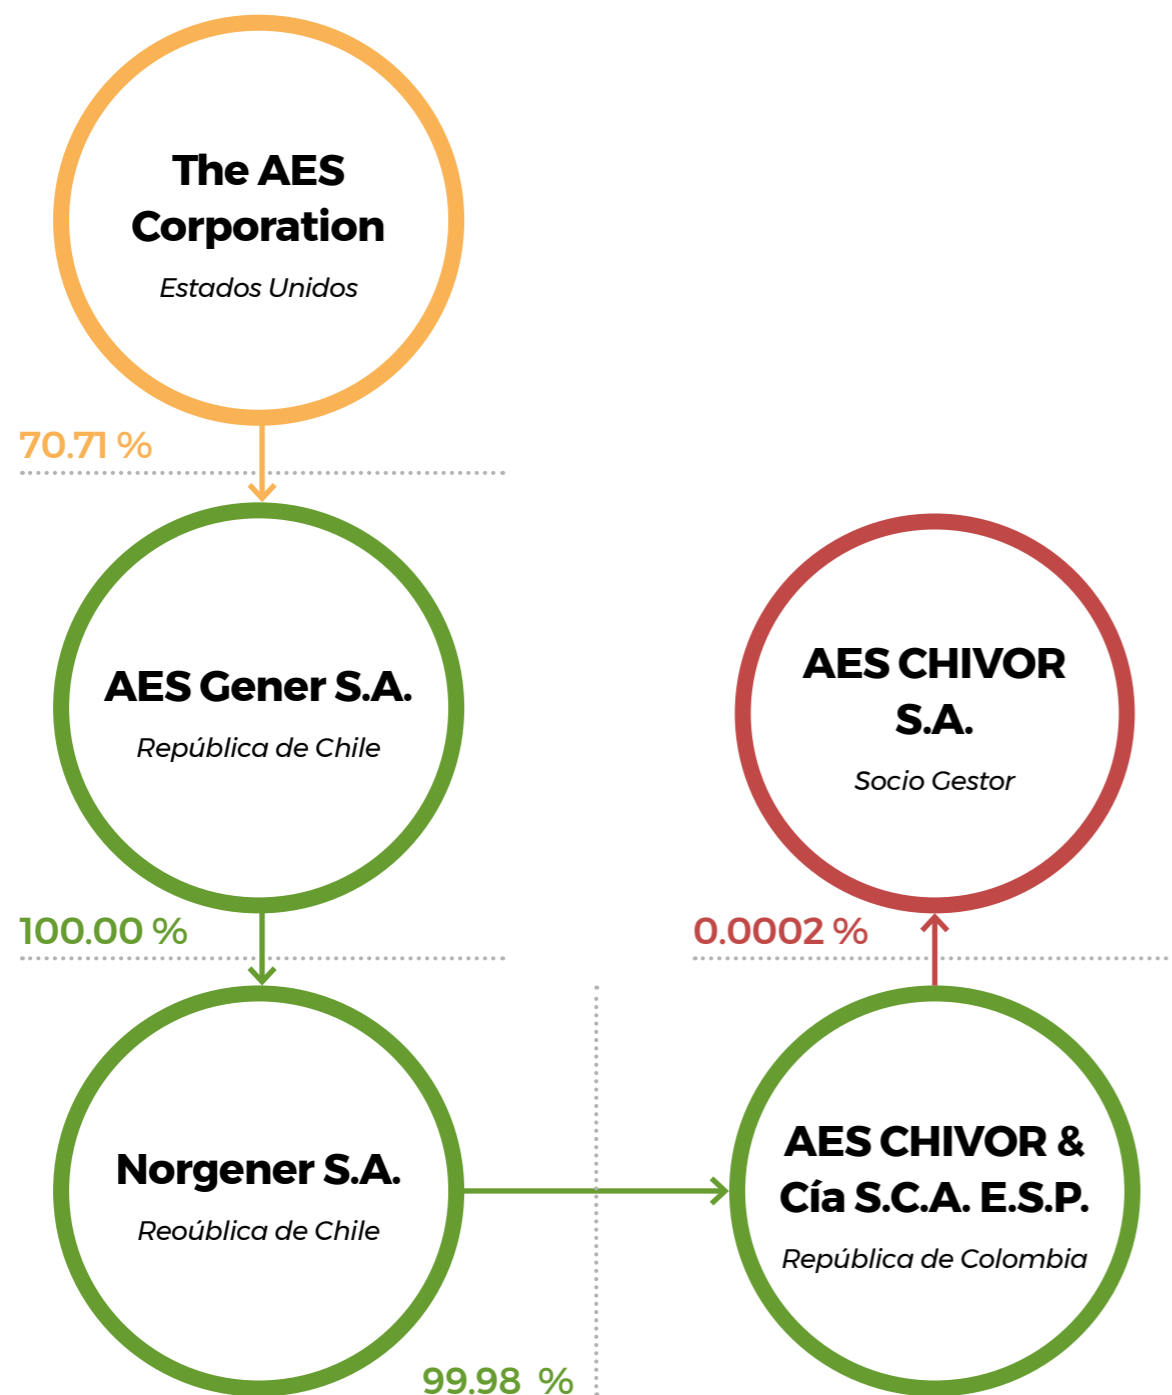 The AES
Corporation
Estados Unidos
70.71 %
AES Gener S.A.
República de Chile
100.00 %
Norgener S.A.
Reoública de Chile
99.98 %
AES CHIVOR
S.A.
Socio Gestor
0.0002 %
AES CHIVOR &
Cía S.C.A. E.S.P.
República de Colombia